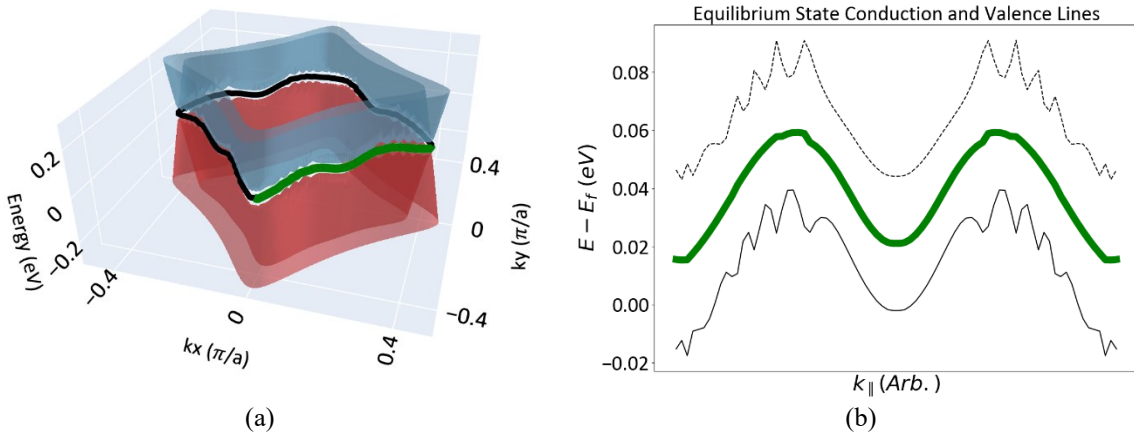 0.2
0
−0.2
Energy (eV)
−0.4
0
0.4
kx (π/a)
0.4
0
−0.4
ky (π/a)
(a)
Equilibrium State Conduction and Valence Lines
0.08
0.06
0.04
0.02
0.00
−0.02
E − E_f (eV)
k_∥ (Arb.)
(b)